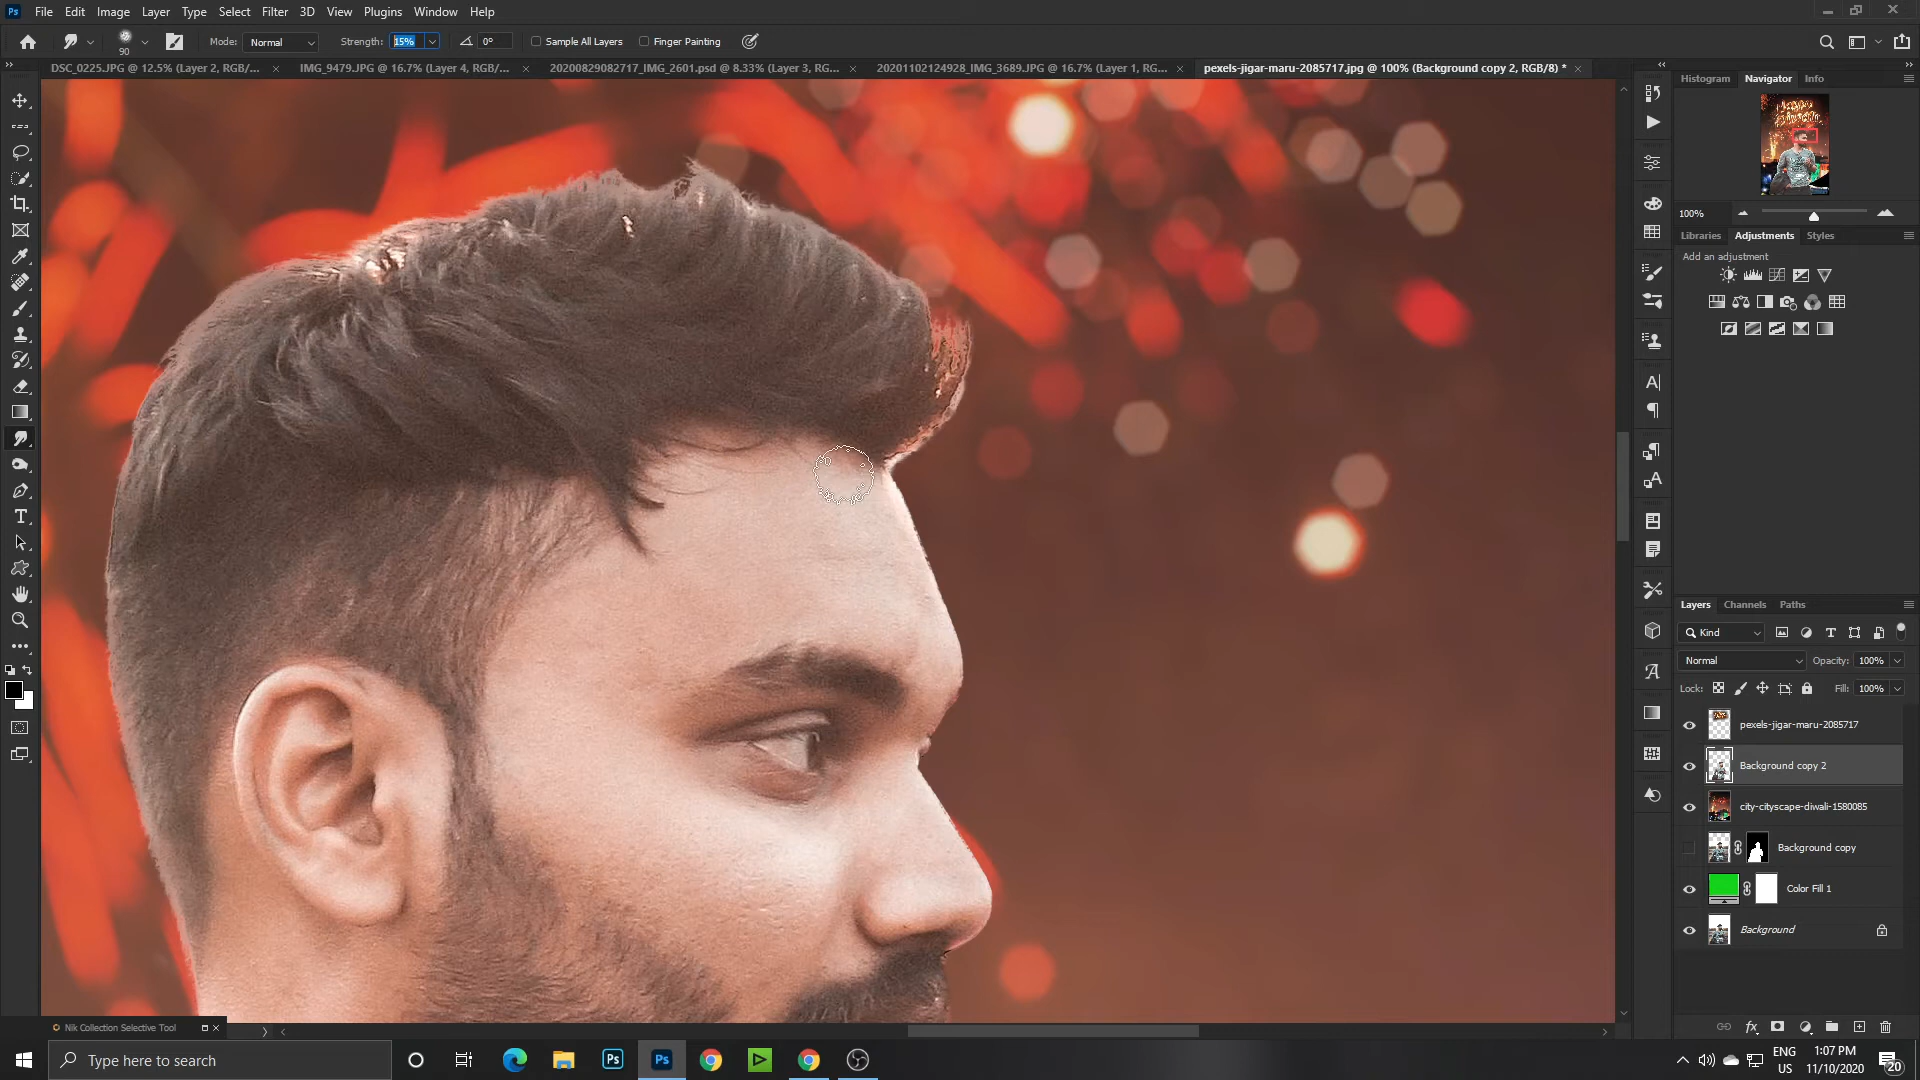 Ps File Edit Image Layer Type Select Filter 3D View Plugins Window Help
90 Mode: Normal Strength: 15% 0° Sample All Layers Finger Painting
DSC_0225.JPG @ 12.5% (Layer 2, RGB/... × IMG_9479.JPG @ 16.7% (Layer 4, RGB/... × 20200829082717_IMG_2601.psd @ 8.33% (Layer 3, RG... × 20201102124928_IMG_3689.JPG @ 16.7% (Layer 1, RG... × pexels-jigar-maru-2085717.jpg @ 100% (Background copy 2, RGB/8) * ×
Histogram Navigator Info
100%
Libraries Adjustments Styles
Add an adjustment
Layers Channels Paths
Kind
Normal Opacity: 100%
Lock: Fill: 100%
pexels-jigar-maru-2085717
Background copy 2
city-cityscape-diwali-1580085
Background copy
Color Fill 1
Background
fx
Nik Collection Selective Tool
Type here to search
Ps Ps
ENG
US
1:07 PM
11/10/2020
20